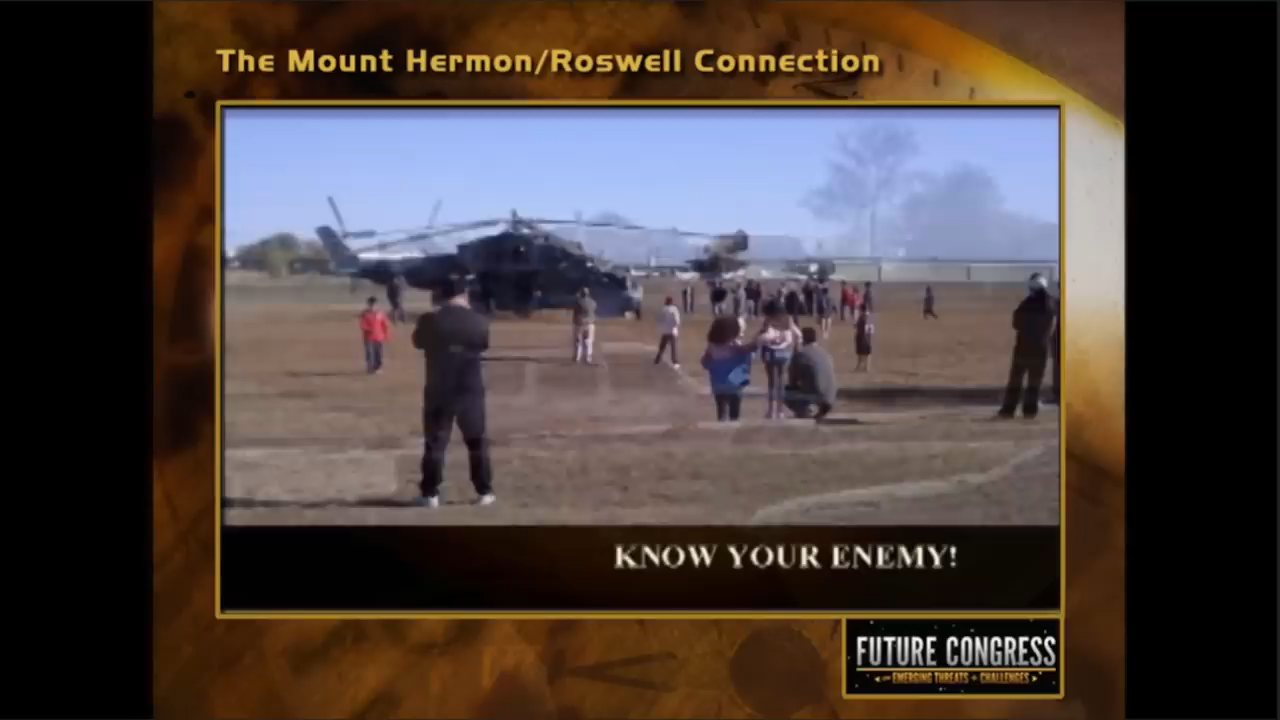 The Mount Hermon/Roswell Connection
KNOW YOUR ENEMY!
FUTURE CONGRESS
EMERGING THREATS + CHALLENGES